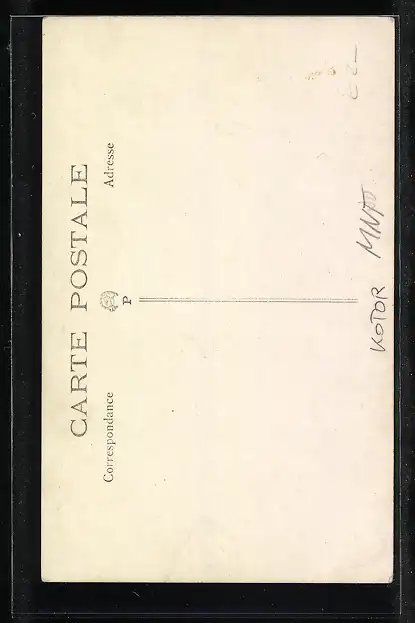 CARTE POSTALE
Correspondance
Adresse
P
KOTOR